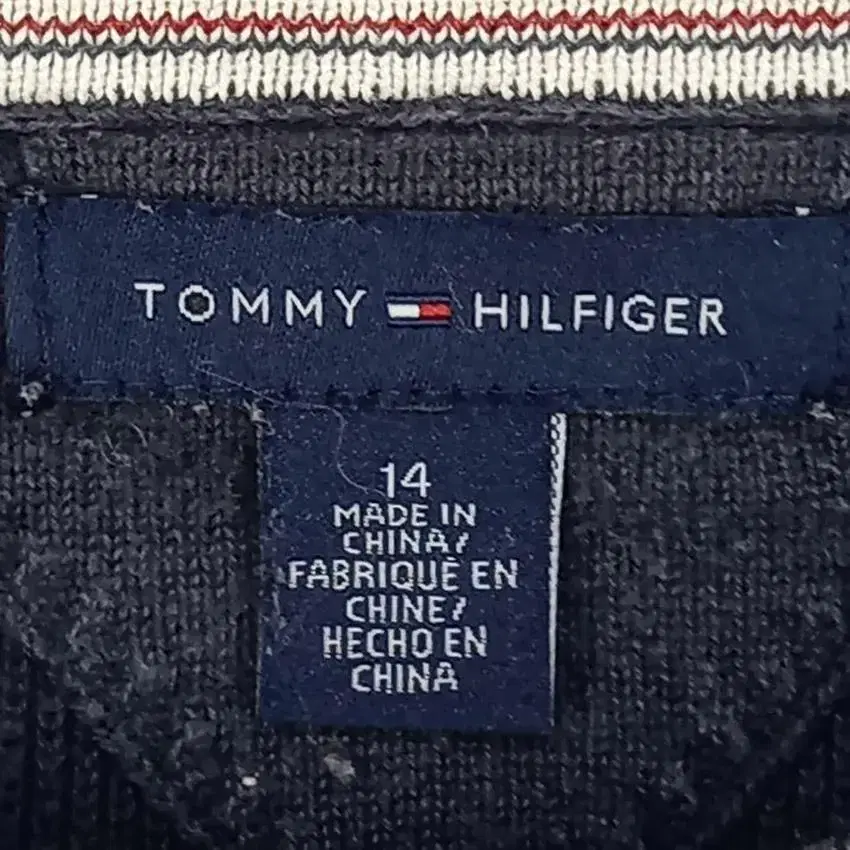 TOMMY HILFIGER
14
MADE IN
CHINA/
FABRIQUÉ EN
CHINE/
HECHO EN
CHINA